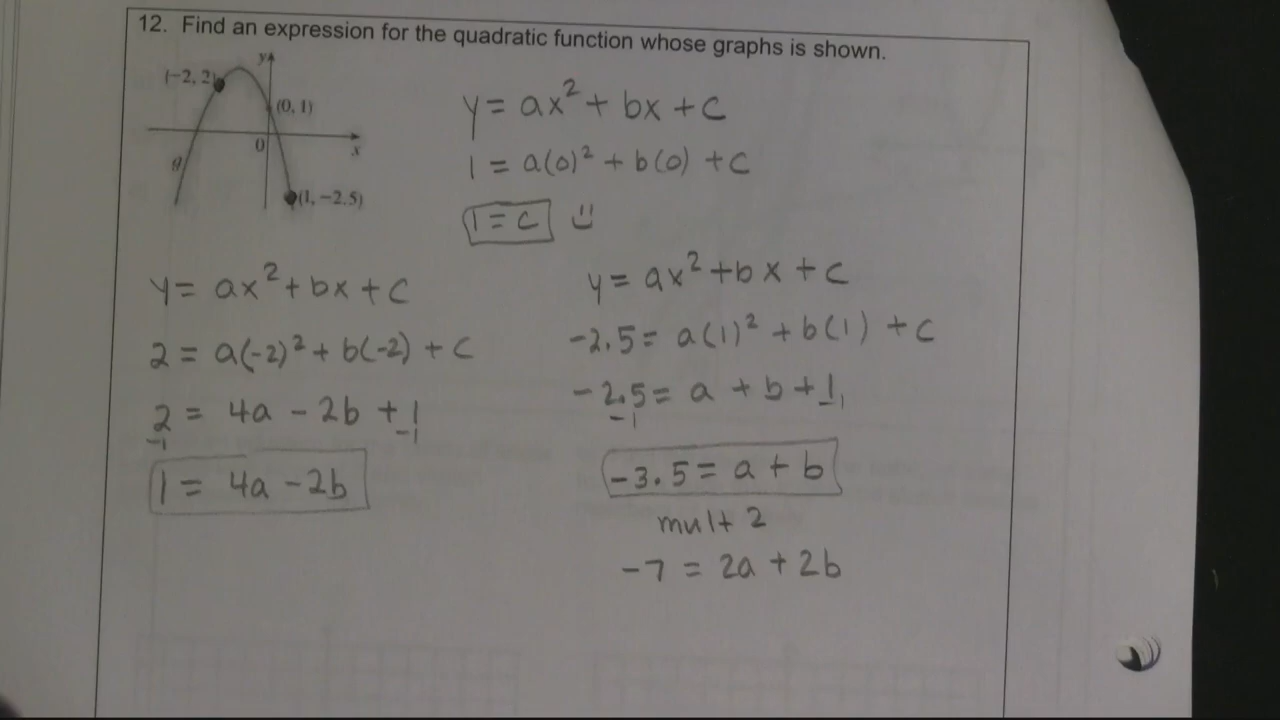 12. Find an expression for the quadratic function whose graphs is shown.
y
(−2, 2)
(0, 1)
0
x
g
(1, −2.5)
y = ax² + bx + c
1 = a(0)² + b(0) + c
1 = c
y = ax² + bx + c
2 = a(-2)² + b(-2) + c
2 = 4a - 2b + 1
-1 -1
1 = 4a - 2b
y = ax² + bx + c
-2.5 = a(1)² + b(1) + c
-2.5 = a + b + 1
-1 -1
-3.5 = a + b
mult 2
-7 = 2a + 2b